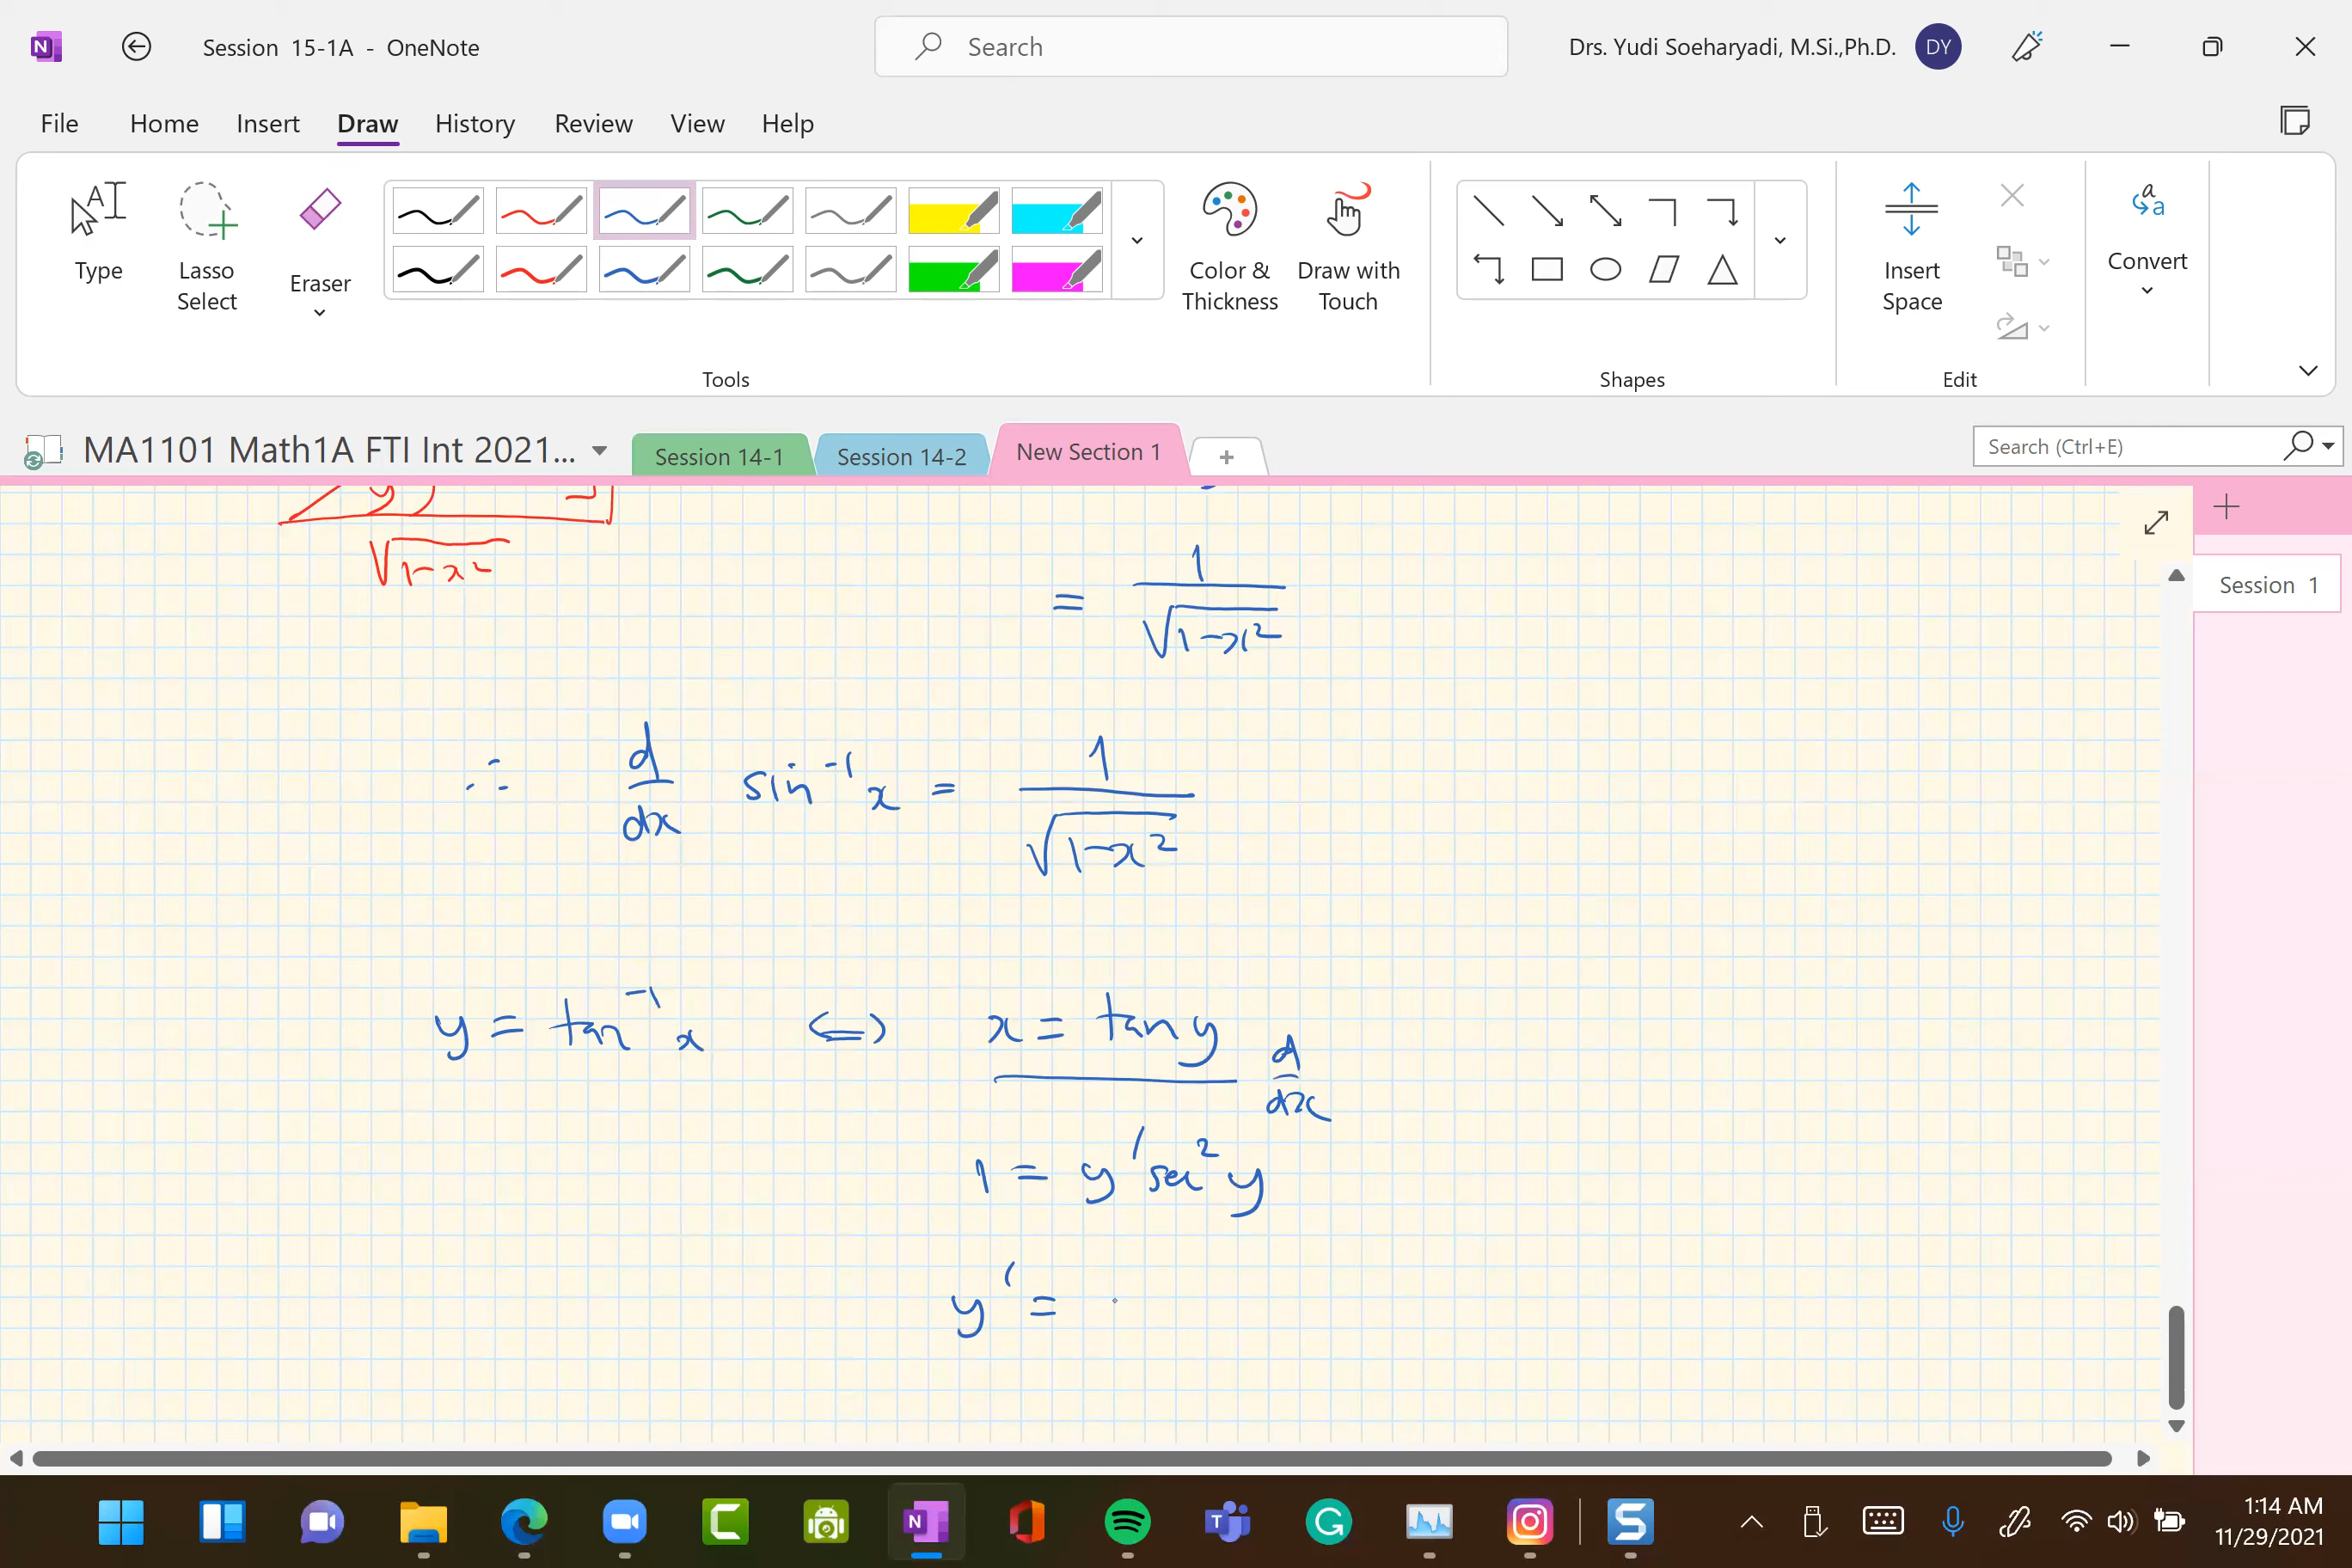 Session 15-1A - OneNote
Search
Drs. Yudi Soeharyadi, M.Si.,Ph.D.
DY
File Home Insert Draw History Review View Help
Type
Lasso Select
Eraser
Color & Thickness
Draw with Touch
Insert Space
Convert
Tools
Shapes
Edit
MA1101 Math1A FTI Int 2021...
Session 14-1
Session 14-2
New Section 1
Search (Ctrl+E)
Session 1
y
√(1-x²)
= 1/√(1-x²)
∴ d/dx sin⁻¹ x = 1/√(1-x²)
y = tan⁻¹ x ⇔ x = tan y
d/dx
1 = y' sec² y
y' =
1:14 AM
11/29/2021